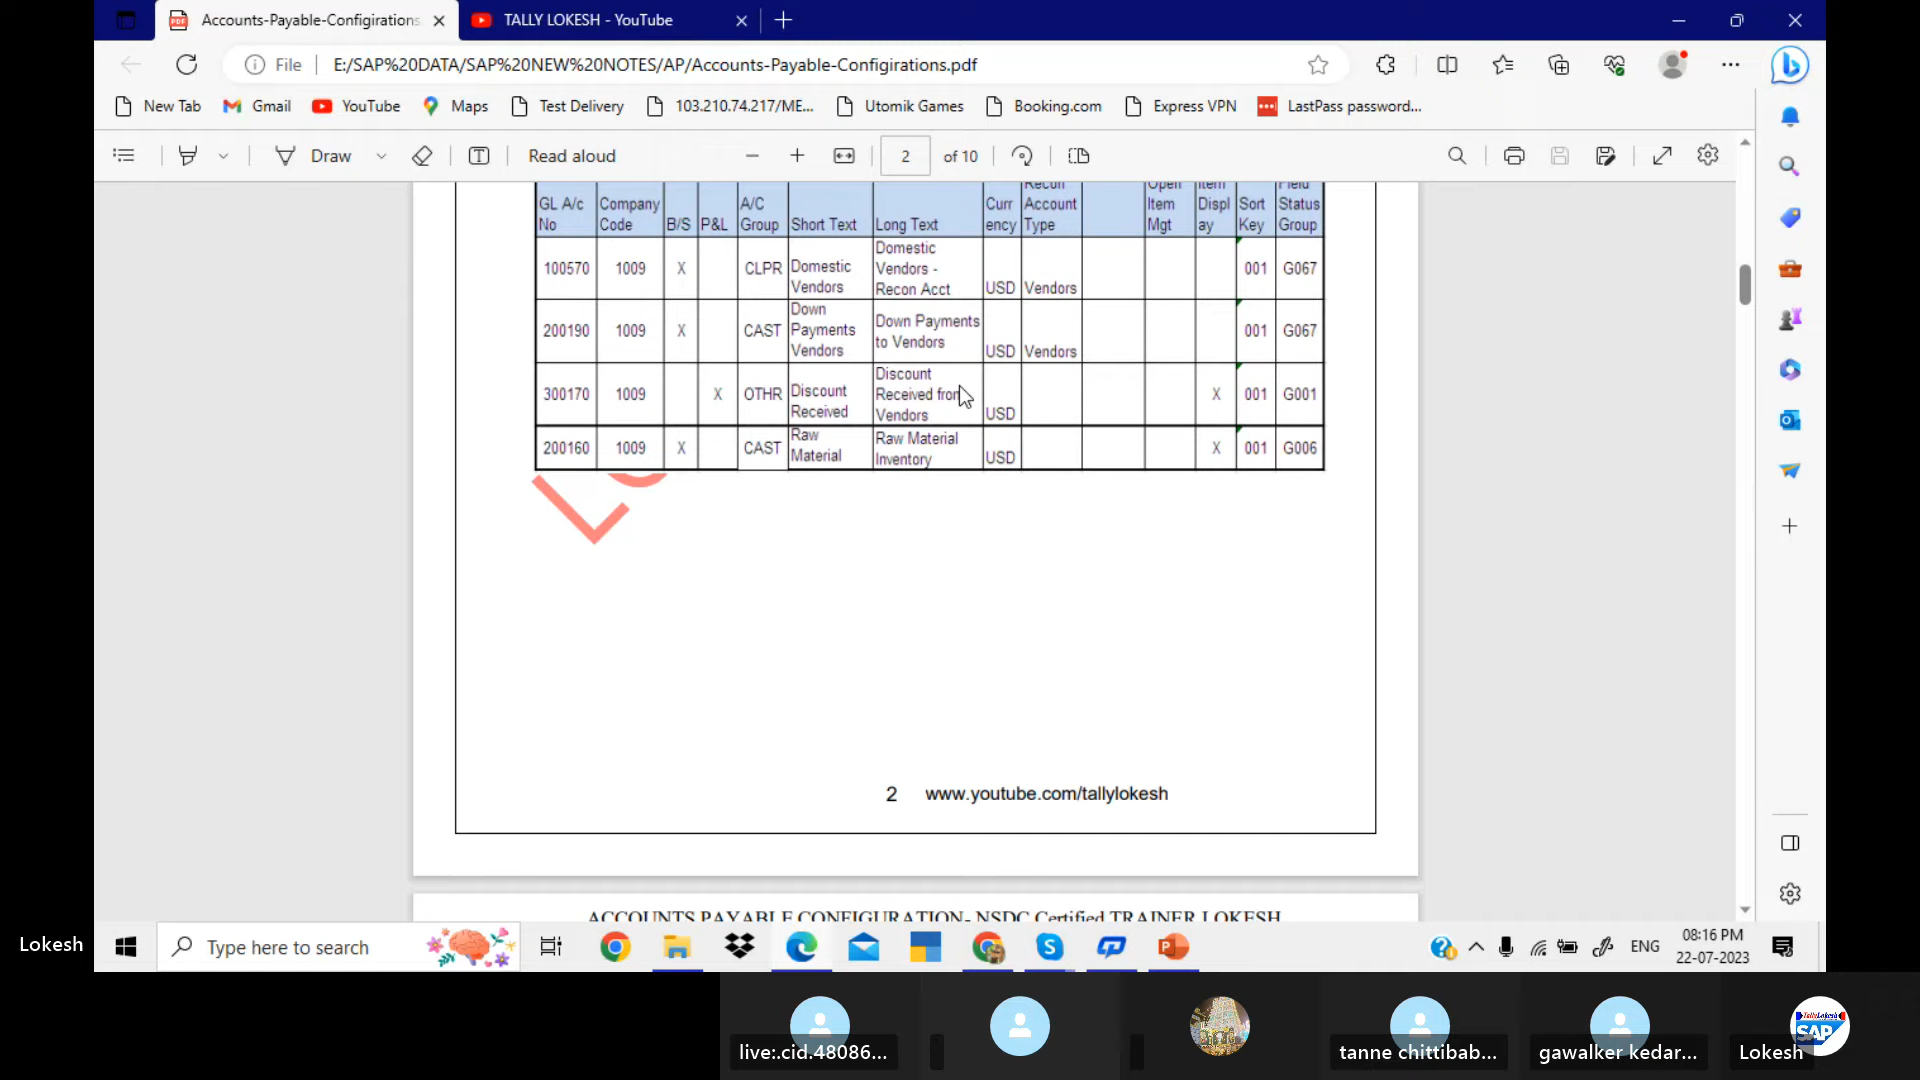 Accounts-Payable-Configirations.
TALLY LOKESH - YouTube
File
E:/SAP%20DATA/SAP%20NEW%20NOTES/AP/Accounts-Payable-Configirations.pdf
New Tab
Gmail
YouTube
Maps
Test Delivery
103.210.74.217/ME...
Utomik Games
Booking.com
Express VPN
LastPass password...
Draw
Read aloud
2
of 10
GL A/c No
Company Code
B/S
P&L
A/C Group
Short Text
Long Text
Curr ency
Recon Account Type
Open Item Mgt
Item Displ ay
Sort Key
Field Status Group
100570 1009 X CLPR Domestic Vendors Domestic Vendors - Recon Acct USD Vendors 001 G067
200190 1009 X CAST Down Payments Vendors Down Payments to Vendors USD Vendors 001 G067
300170 1009 X OTHR Discount Received Discount Received from Vendors USD X 001 G001
200160 1009 X CAST Raw Material Raw Material Inventory USD X 001 G006
2 www.youtube.com/tallylokesh
ACCOUNTS PAYABLE CONFIGURATION- NSDC Certified TRAINER LOKESH
Lokesh
Type here to search
ENG
08:16 PM
22-07-2023
live:.cid.48086...
tanne chittibab...
gawalker kedar...
TallyLokesh
SAP
Lokesh